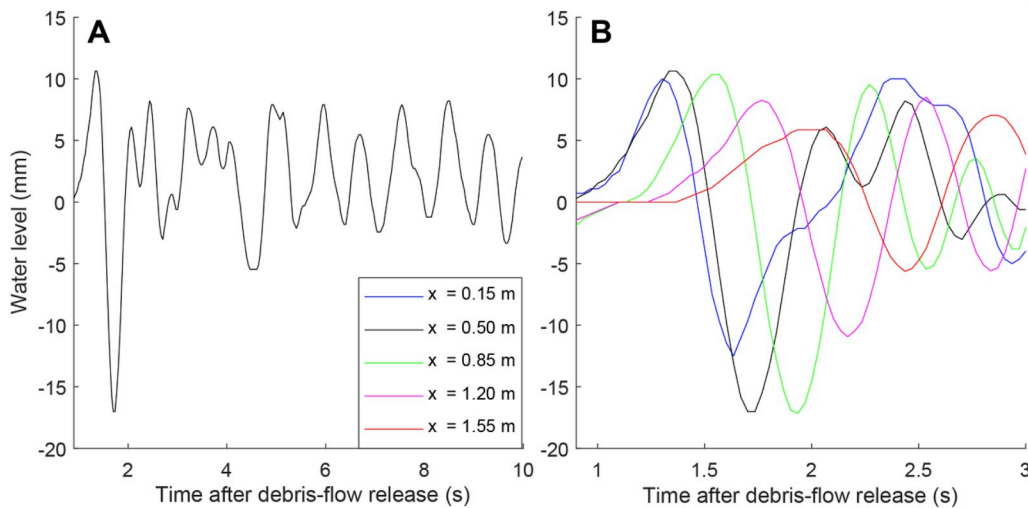 A
B
Water level (mm)
15
10
5
0
-5
-10
-15
-20
2
4
6
8
10
Time after debris-flow release (s)
x = 0.15 m
x = 0.50 m
x = 0.85 m
x = 1.20 m
x = 1.55 m
15
10
5
0
-5
-10
-15
-20
1
1.5
2
2.5
3
Time after debris-flow release (s)